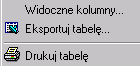 Widoczne kolumny...
Eksportuj tabelę...
Drukuj tabelę